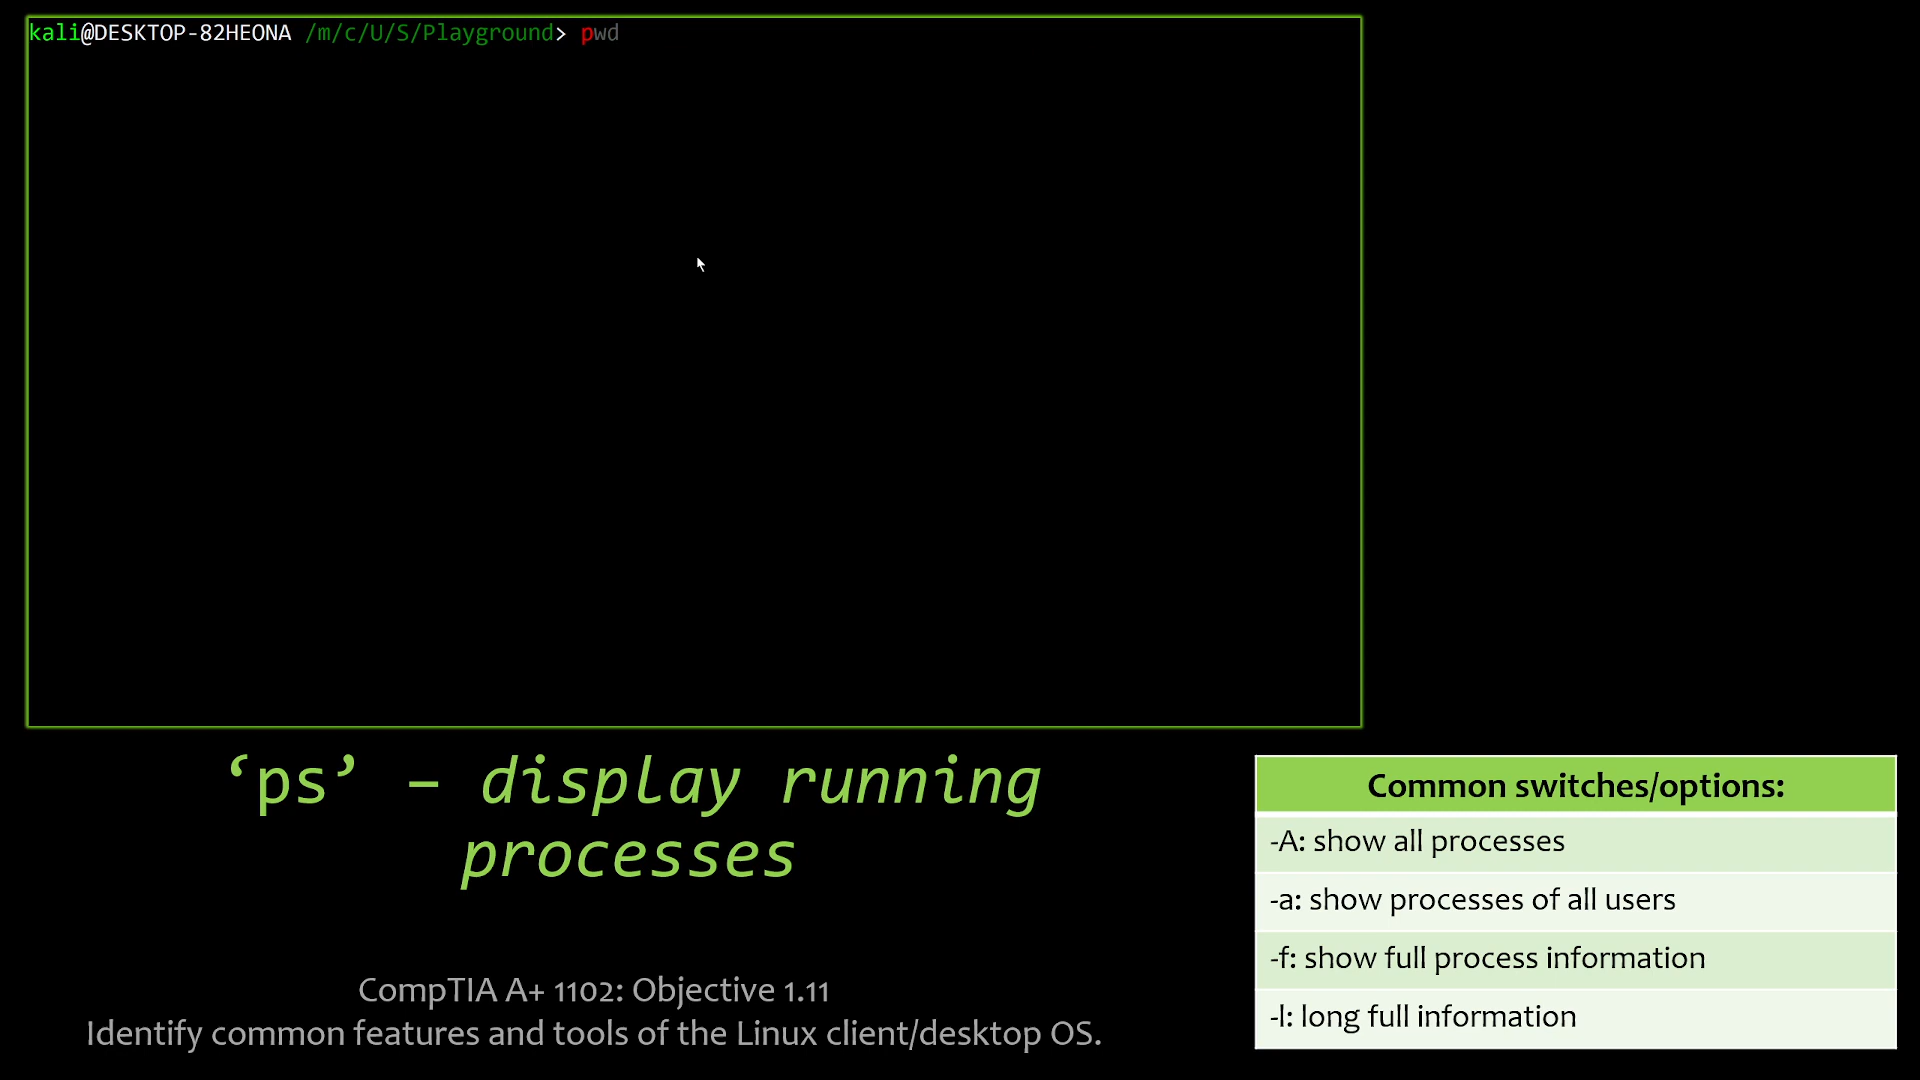 kali@DESKTOP-82HEONA /m/c/U/S/Playground> pwd
‘ps’ – display running
processes
CompTIA A+ 1102: Objective 1.11
Identify common features and tools of the Linux client/desktop OS.
Common switches/options:
-A: show all processes
-a: show processes of all users
-f: show full process information
-l: long full information